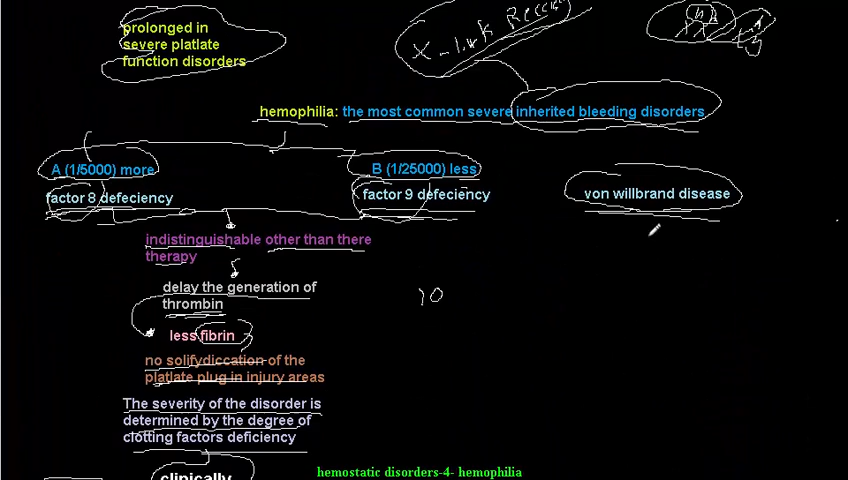 prolonged in
severe platlate
function disorders
X-link Recessi
hemophilia: the most common severe inherited bleeding disorders
A (1/5000) more
B (1/25000) less
factor 8 defeciency
factor 9 defeciency
von willbrand disease
indistinguishable other than there
therapy
delay the generation of
thrombin
10
less fibrin
no solifydiccation of the
platlate plug in injury areas
The severity of the disorder is
determined by the degree of
clotting factors deficiency
clinically
hemostatic disorders-4- hemophilia